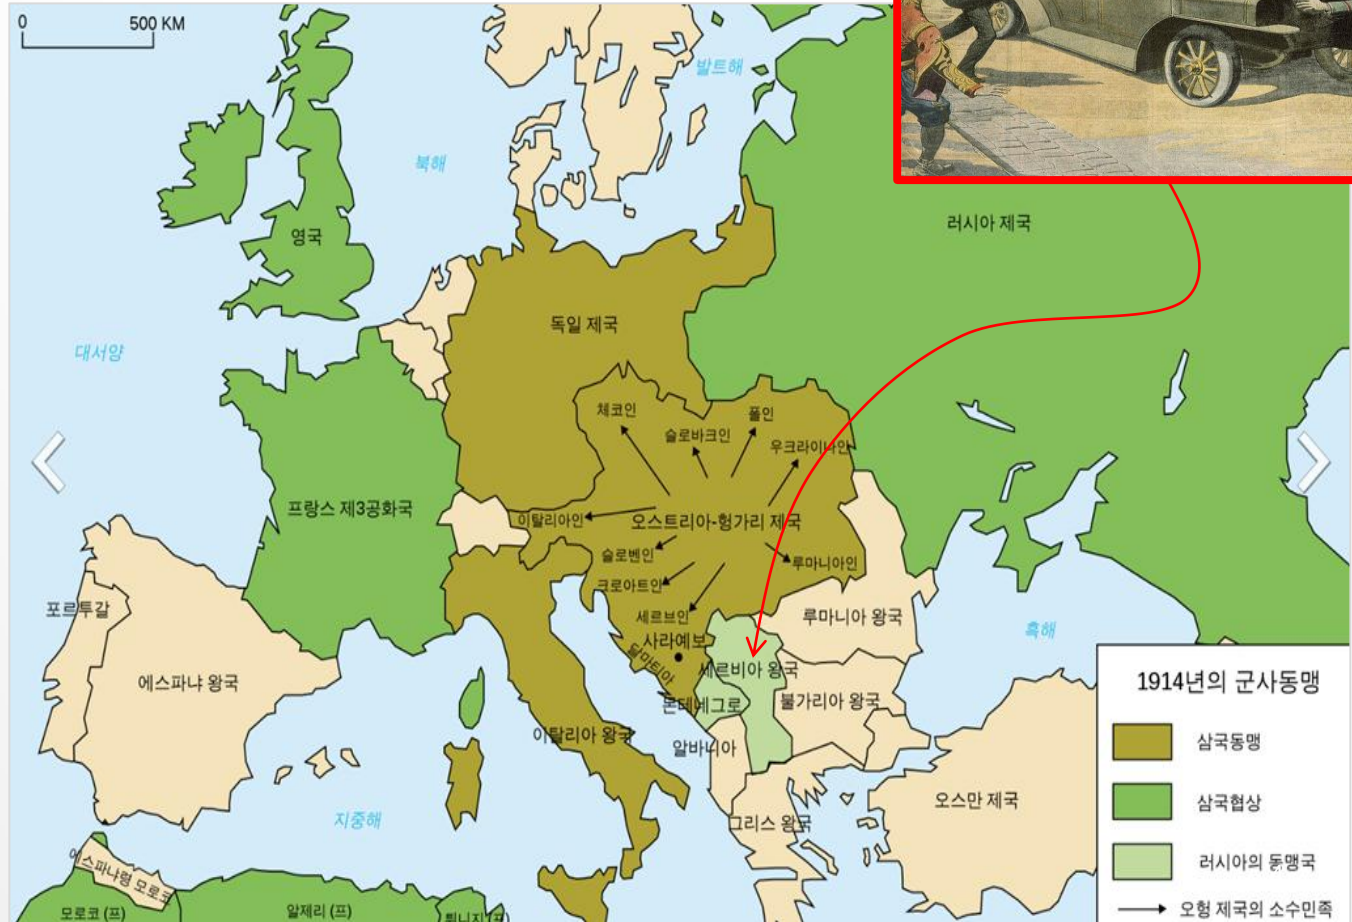 0 500 KM
발트해
북해
러시아 제국
영국
독일 제국
대서양
체코인
폴인
슬로바크인
우크라이나인
프랑스 제3공화국
이탈리아인
오스트리아-헝가리 제국
슬로벤인
루마니아인
크로아트인
세르브인
포르투갈
루마니아 왕국
흑해
사라예보
달마티아
세르비아 왕국
에스파냐 왕국
몬테네그로
불가리아 왕국
이탈리아 왕국
알바니아
오스만 제국
지중해
그리스 왕국
에스파냐령 모로코
모로코 (프)
알제리 (프)
튀니지 (프)
1914년의 군사동맹
삼국동맹
삼국협상
러시아의 동맹국
오헝 제국의 소수민족